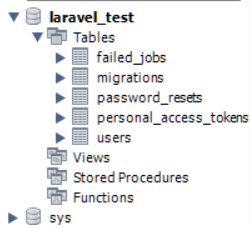 laravel_test
Tables
failed_jobs
migrations
password_resets
personal_access_tokens
users
Views
Stored Procedures
Functions
sys